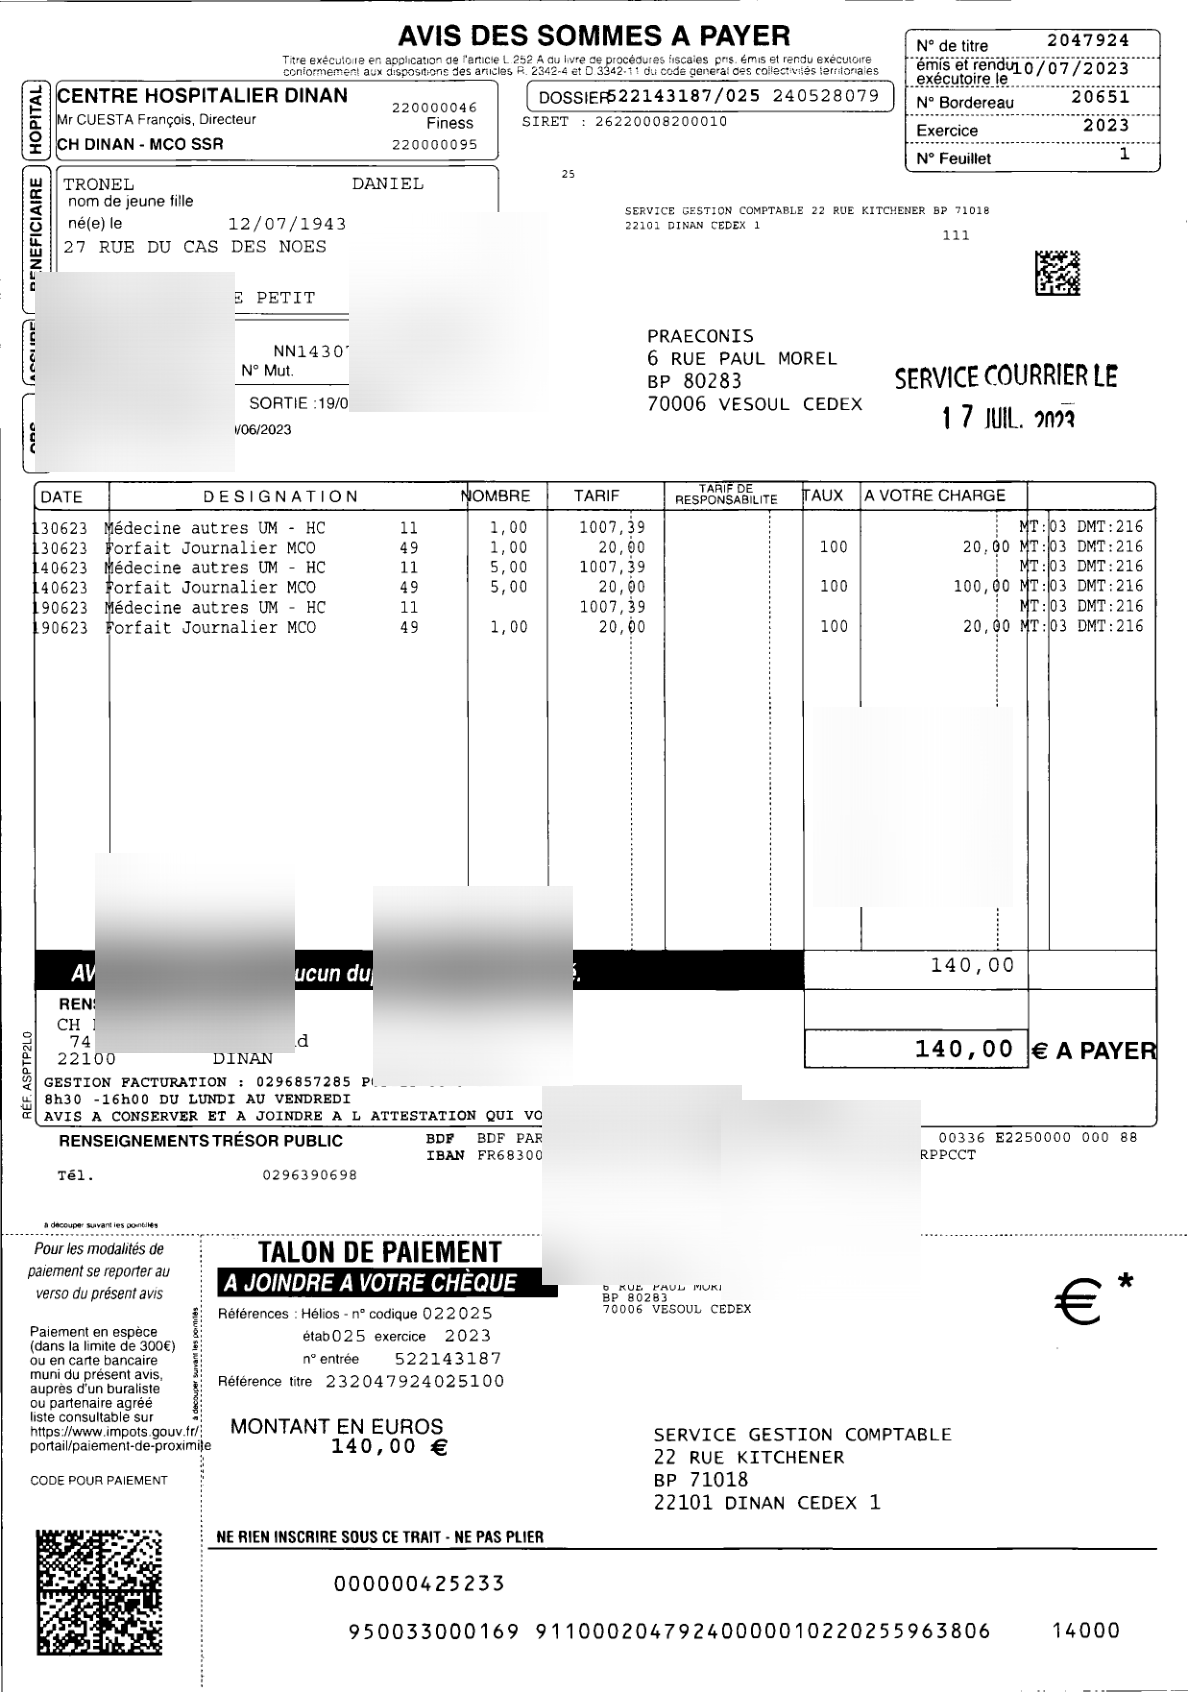 AVIS DES SOMMES A PAYER
Titre exécutoire en application de l'article L 252 A du livre de procédures fiscales pris, émis et rendu exécutoire
conformement aux dispositions des articles R. 2342-4 et D 3342-11 du code general des collectivités territoriales
N° de titre 2047924
émis et rendu exécutoire le 10/07/2023
N° Bordereau 20651
Exercice 2023
N° Feuillet 1
HOPITAL
CENTRE HOSPITALIER DINAN
220000046
Mr CUESTA François, Directeur
Finess
CH DINAN - MCO SSR
220000095
DOSSIER 522143187/025 240528079
SIRET : 26220008200010
25
BENEFICIAIRE
TRONEL DANIEL
nom de jeune fille
né(e) le 12/07/1943
27 RUE DU CAS DES NOES
E PETIT
SERVICE GESTION COMPTABLE 22 RUE KITCHENER BP 71018
22101 DINAN CEDEX 1
111
NN1430
N° Mut.
SORTIE :19/0
/06/2023
PRAECONIS
6 RUE PAUL MOREL
BP 80283
70006 VESOUL CEDEX
SERVICE COURRIER LE
17 JUIL. 2023
DATE DESIGNATION NOMBRE TARIF TARIF DE RESPONSABILITE TAUX A VOTRE CHARGE
130623 Médecine autres UM - HC 11 1,00 1007,39 MT:03 DMT:216
130623 Forfait Journalier MCO 49 1,00 20,00 100 20,00 MT:03 DMT:216
140623 Médecine autres UM - HC 11 5,00 1007,39 MT:03 DMT:216
140623 Forfait Journalier MCO 49 5,00 20,00 100 100,00 MT:03 DMT:216
190623 Médecine autres UM - HC 11 1007,39 MT:03 DMT:216
190623 Forfait Journalier MCO 49 1,00 20,00 100 20,00 MT:03 DMT:216
AV ucun du é.
140,00
REN
CH
74 d
22100 DINAN
140,00 € A PAYER
GESTION FACTURATION : 0296857285
8h30 -16h00 DU LUNDI AU VENDREDI
AVIS A CONSERVER ET A JOINDRE A L ATTESTATION QUI VO
RÉF. ASPTP2L0
RENSEIGNEMENTS TRÉSOR PUBLIC
BDF BDF PAR 00336 E2250000 000 88
IBAN FR68300 RPPCCT
Tél. 0296390698
à découper suivant les pointillés
Pour les modalités de
paiement se reporter au
verso du présent avis
Paiement en espèce
(dans la limite de 300€)
ou en carte bancaire
muni du présent avis,
auprès d'un buraliste
ou partenaire agréé
liste consultable sur
https://www.impots.gouv.fr/
portail/paiement-de-proximite
CODE POUR PAIEMENT
à découper suivant les pointillés
TALON DE PAIEMENT
A JOINDRE A VOTRE CHÈQUE
Références : Hélios - n° codique 022025
étab 025 exercice 2023
n° entrée 522143187
Référence titre 232047924025100
6 RUE PAUL MOR
BP 80283
70006 VESOUL CEDEX
€ *
MONTANT EN EUROS
140,00 €
SERVICE GESTION COMPTABLE
22 RUE KITCHENER
BP 71018
22101 DINAN CEDEX 1
NE RIEN INSCRIRE SOUS CE TRAIT - NE PAS PLIER
000000425233
950033000169 9110002047924000001022025​5963806 14000